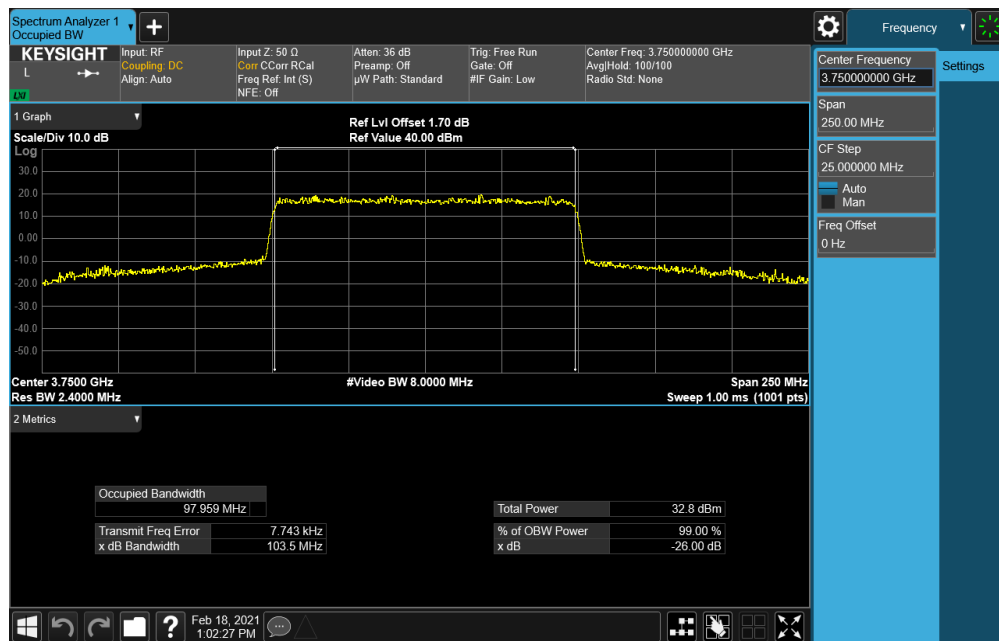 Spectrum Analyzer 1
Occupied BW
Frequency
KEYSIGHT
L
LXI
Input: RF
Coupling: DC
Align: Auto
Input Z: 50 Ω
Corr CCorr RCal
Freq Ref: Int (S)
NFE: Off
Atten: 36 dB
Preamp: Off
µW Path: Standard
Trig: Free Run
Gate: Off
#IF Gain: Low
Center Freq: 3.750000000 GHz
Avg|Hold: 100/100
Radio Std: None
Center Frequency
3.750000000 GHz
Settings
Span
250.00 MHz
CF Step
25.000000 MHz
Auto
Man
Freq Offset
0 Hz
1 Graph
Scale/Div 10.0 dB
Ref Lvl Offset 1.70 dB
Ref Value 40.00 dBm
Log
30.0
20.0
10.0
0.00
-10.0
-20.0
-30.0
-40.0
-50.0
Center 3.7500 GHz
#Video BW 8.0000 MHz
Span 250 MHz
Res BW 2.4000 MHz
Sweep 1.00 ms (1001 pts)
2 Metrics
Occupied Bandwidth
97.959 MHz
Total Power 32.8 dBm
Transmit Freq Error 7.743 kHz
% of OBW Power 99.00 %
x dB Bandwidth 103.5 MHz
x dB -26.00 dB
?
Feb 18, 2021
1:02:27 PM